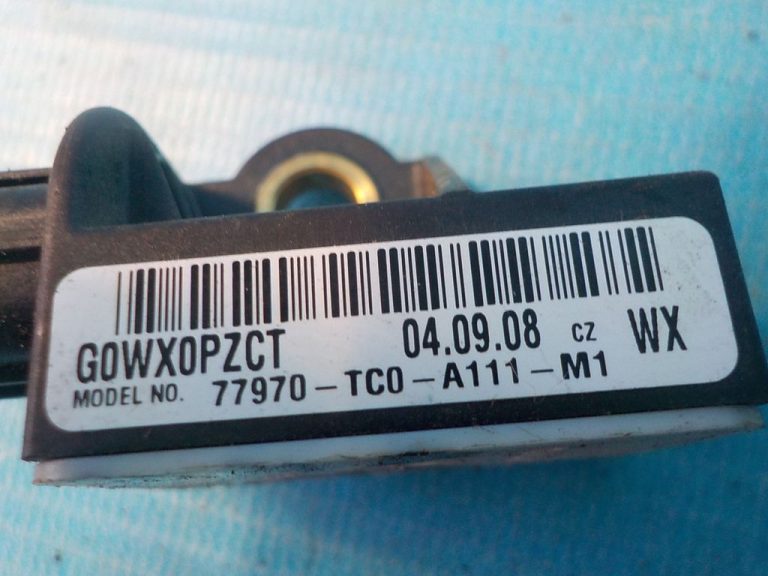 G0WX0PZCT 04.09.08 CZ WX
MODEL NO. 77970-TC0-A111-M1